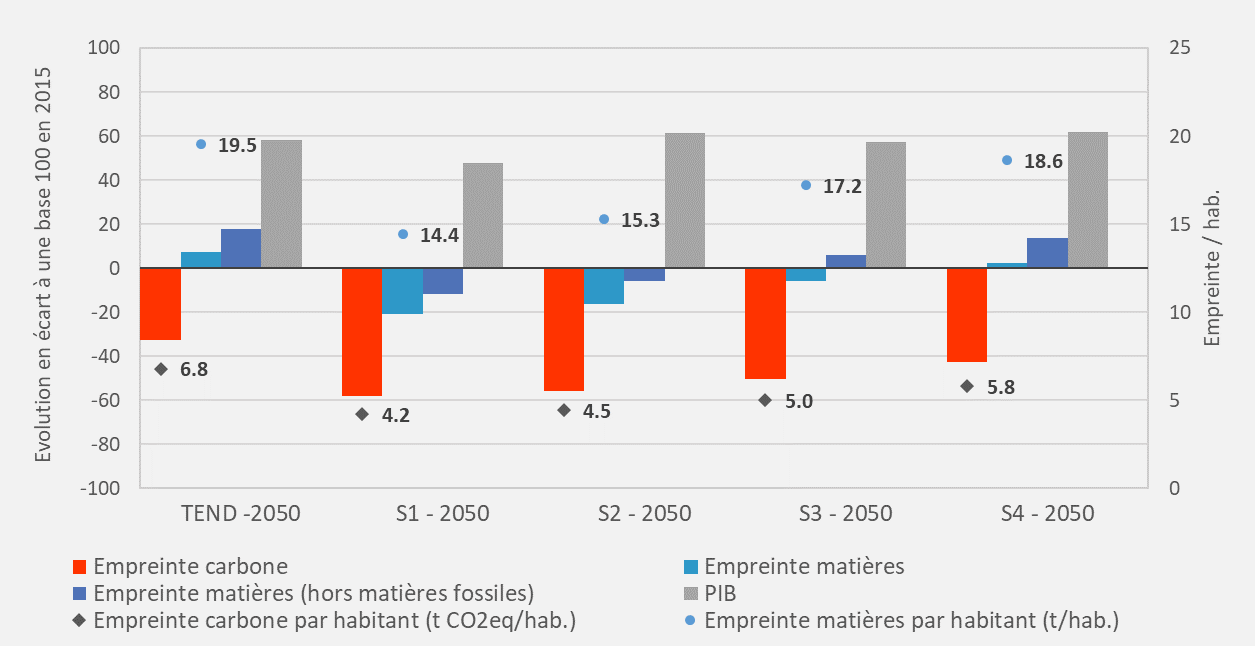 Evolution en écart à une base 100 en 2015
100
80
60
40
20
0
-20
-40
-60
-80
-100
25
20
15
10
5
0
Empreinte / hab.
19.5
14.4
15.3
17.2
18.6
6.8
4.2
4.5
5.0
5.8
TEND -2050
S1 - 2050
S2 - 2050
S3 - 2050
S4 - 2050
Empreinte carbone
Empreinte matières
Empreinte matières (hors matières fossiles)
PIB
Empreinte carbone par habitant (t CO2eq/hab.)
Empreinte matières par habitant (t/hab.)